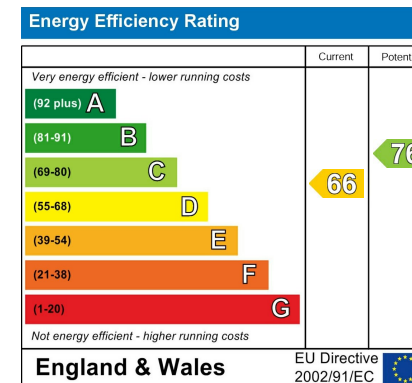 Energy Efficiency Rating
Current Potent
Very energy efficient - lower running costs
(92 plus) A
(81-91) B
(69-80) C
(55-68) D
(39-54) E
(21-38) F
(1-20) G
66
76
Not energy efficient - higher running costs
England & Wales
EU Directive
2002/91/EC